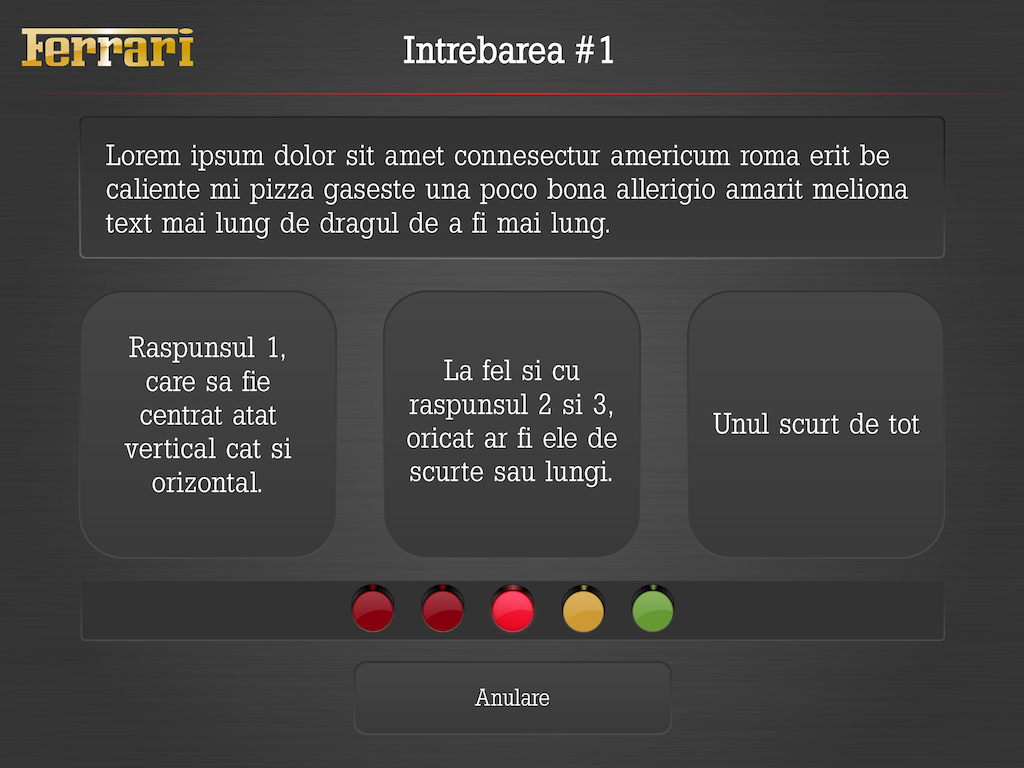 Ferrari
Intrebarea #1
Lorem ipsum dolor sit amet connesectur americum roma erit be
caliente mi pizza gaseste una poco bona allerigio amarit meliona
text mai lung de dragul de a fi mai lung.
Raspunsul 1,
care sa fie
centrat atat
vertical cat si
orizontal.
La fel si cu
raspunsul 2 si 3,
oricat ar fi ele de
scurte sau lungi.
Unul scurt de tot
Anulare